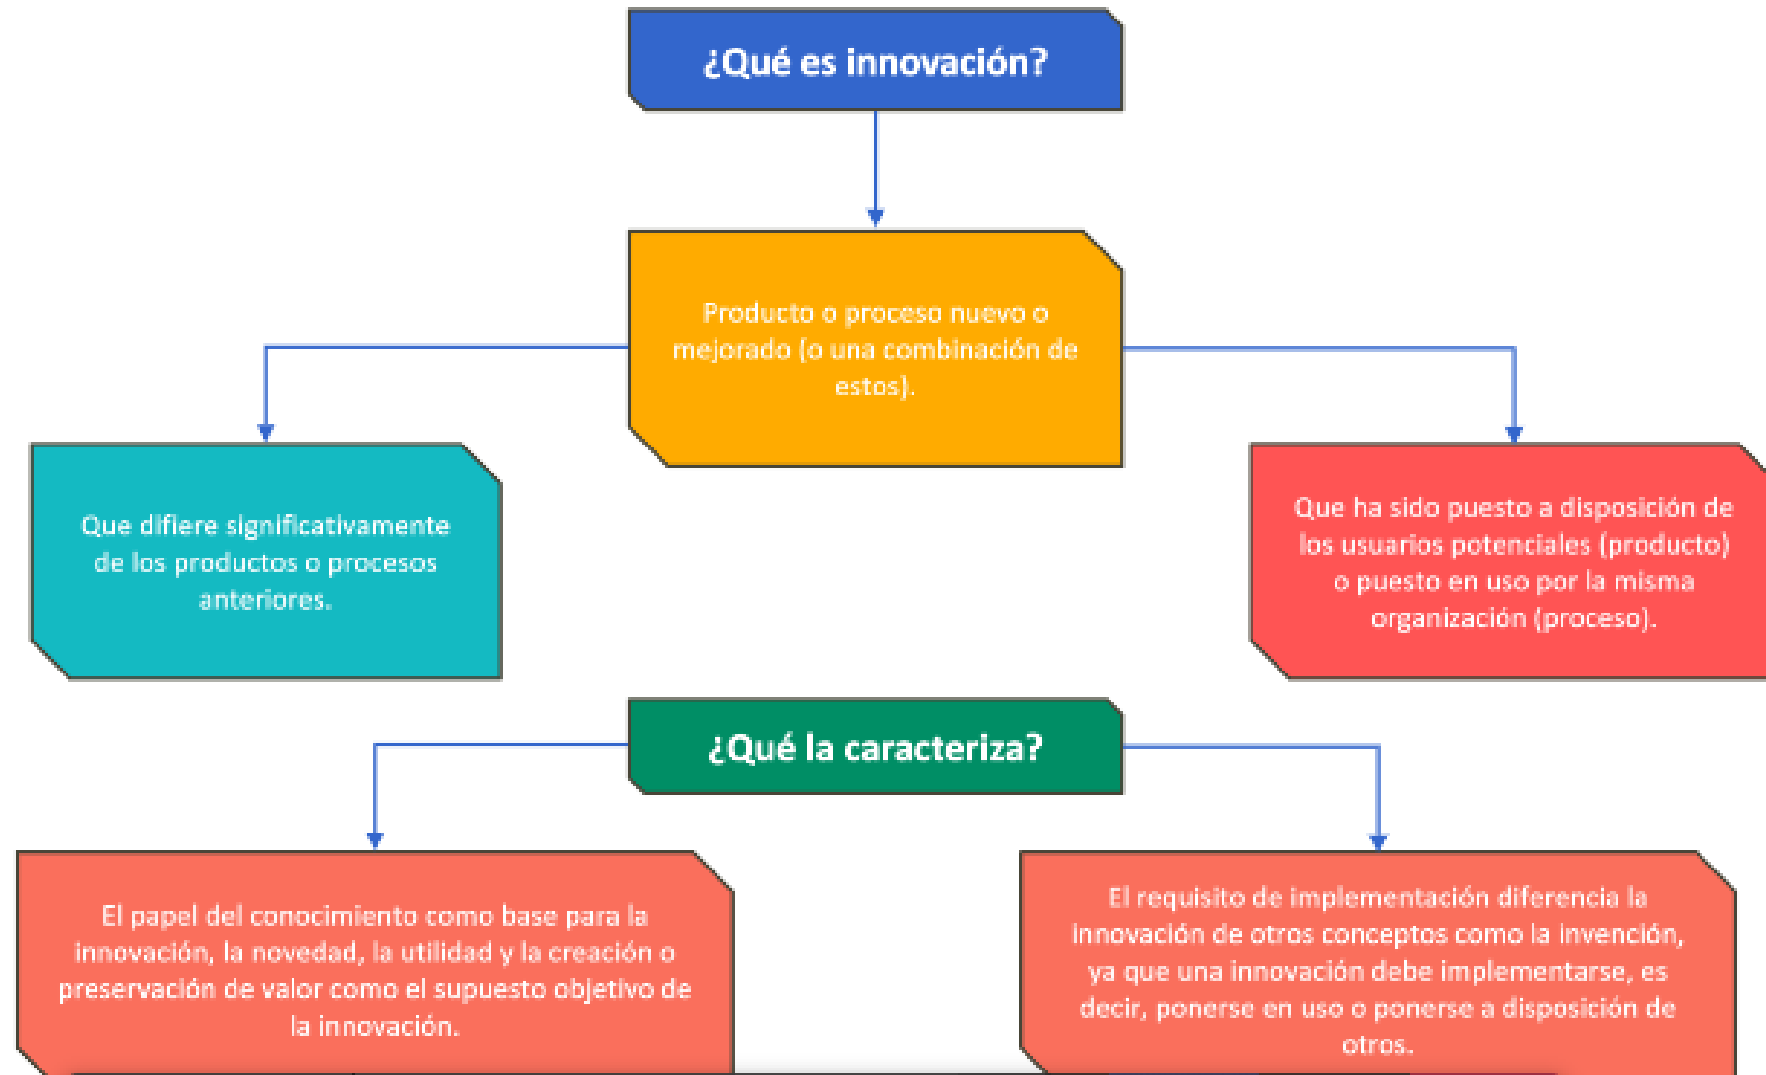 ¿Qué es innovación?
Producto o proceso nuevo o
mejorado (o una combinación de
estos).
Que difiere significativamente
de los productos o procesos
anteriores.
Que ha sido puesto a disposición de
los usuarios potenciales (producto)
o puesto en uso por la misma
organización (proceso).
¿Qué la caracteriza?
El papel del conocimiento como base para la
innovación, la novedad, la utilidad y la creación o
preservación de valor como el supuesto objetivo de
la innovación.
El requisito de implementación diferencia la
innovación de otros conceptos como la invención,
ya que una innovación debe implementarse, es
decir, ponerse en uso o ponerse a disposición de
otros.